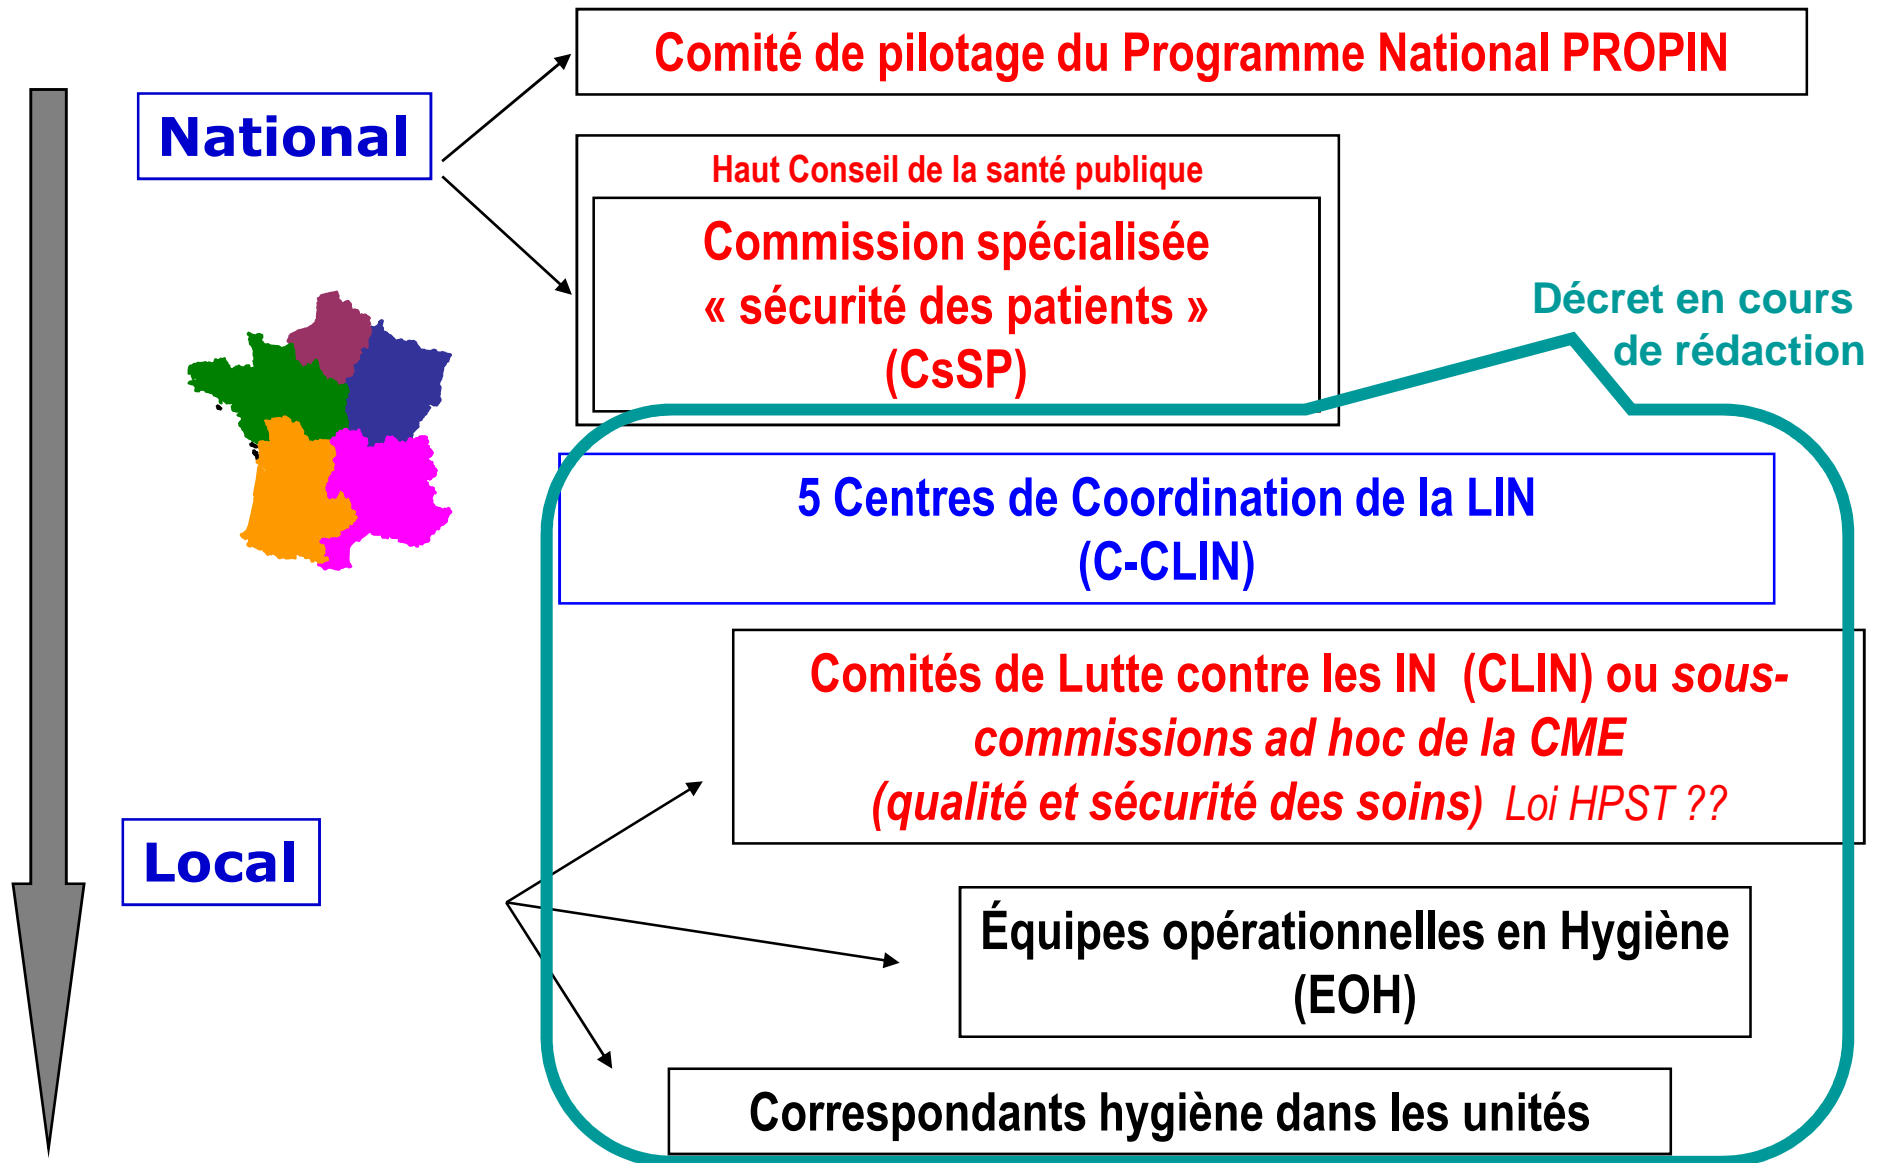 Comité de pilotage du Programme National PROPIN
National
Haut Conseil de la santé publique
Commission spécialisée
« sécurité des patients »
(CsSP)
Décret en cours
de rédaction
5 Centres de Coordination de la LIN
(C-CLIN)
Comités de Lutte contre les IN (CLIN) ou sous-
commissions ad hoc de la CME
(qualité et sécurité des soins) Loi HPST ??
Local
Équipes opérationnelles en Hygiène
(EOH)
Correspondants hygiène dans les unités